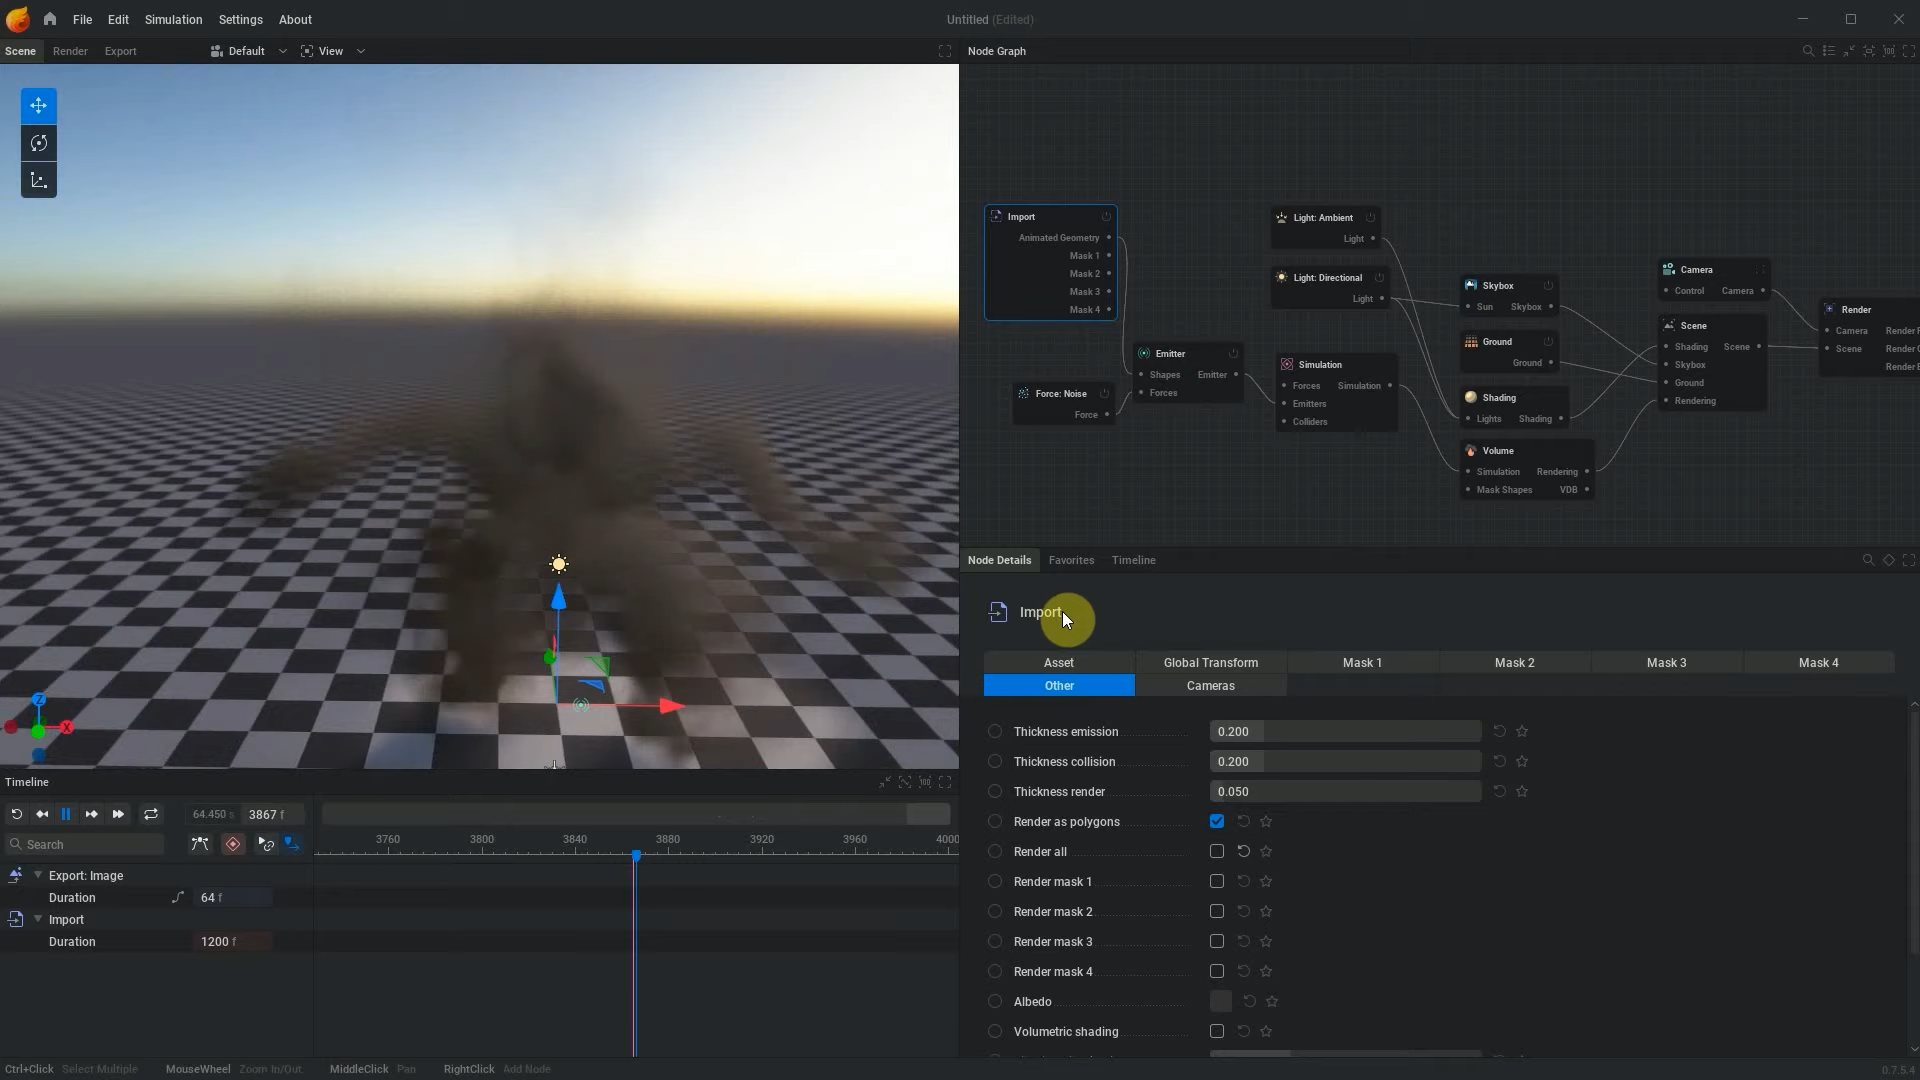 File Edit Simulation Settings About
Untitled (Edited)
Scene Render Export Default View
Node Graph
Import
Animated Geometry
Mask 1
Mask 2
Mask 3
Mask 4
Force: Noise
Force
Emitter
Shapes Emitter
Forces
Light: Ambient
Light
Light: Directional
Light
Simulation
Forces Simulation
Emitters
Colliders
Skybox
Sun Skybox
Ground
Ground
Shading
Lights Shading
Volume
Simulation Rendering
Mask Shapes VDB
Camera
Control Camera
Scene
Shading Scene
Skybox
Ground
Rendering
Render
Camera
Scene
Z
X
Node Details Favorites Timeline
Import
Asset Global Transform Mask 1 Mask 2 Mask 3 Mask 4
Other Cameras
Thickness emission 0.200
Thickness collision 0.200
Thickness render 0.050
Render as polygons
Render all
Render mask 1
Render mask 2
Render mask 3
Render mask 4
Albedo
Volumetric shading
Timeline
64.450 s 3867 f
Search
3760 3800 3840 3880 3920 3960 4000
Export: Image
Duration 64 f
Import
Duration 1200 f
Ctrl+Click Select Multiple MouseWheel Zoom In/Out MiddleClick Pan RightClick Add Node
0.7.5.4